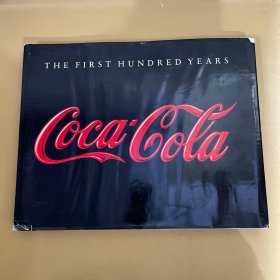 THE FIRST HUNDRED YEARS
Coca-Cola